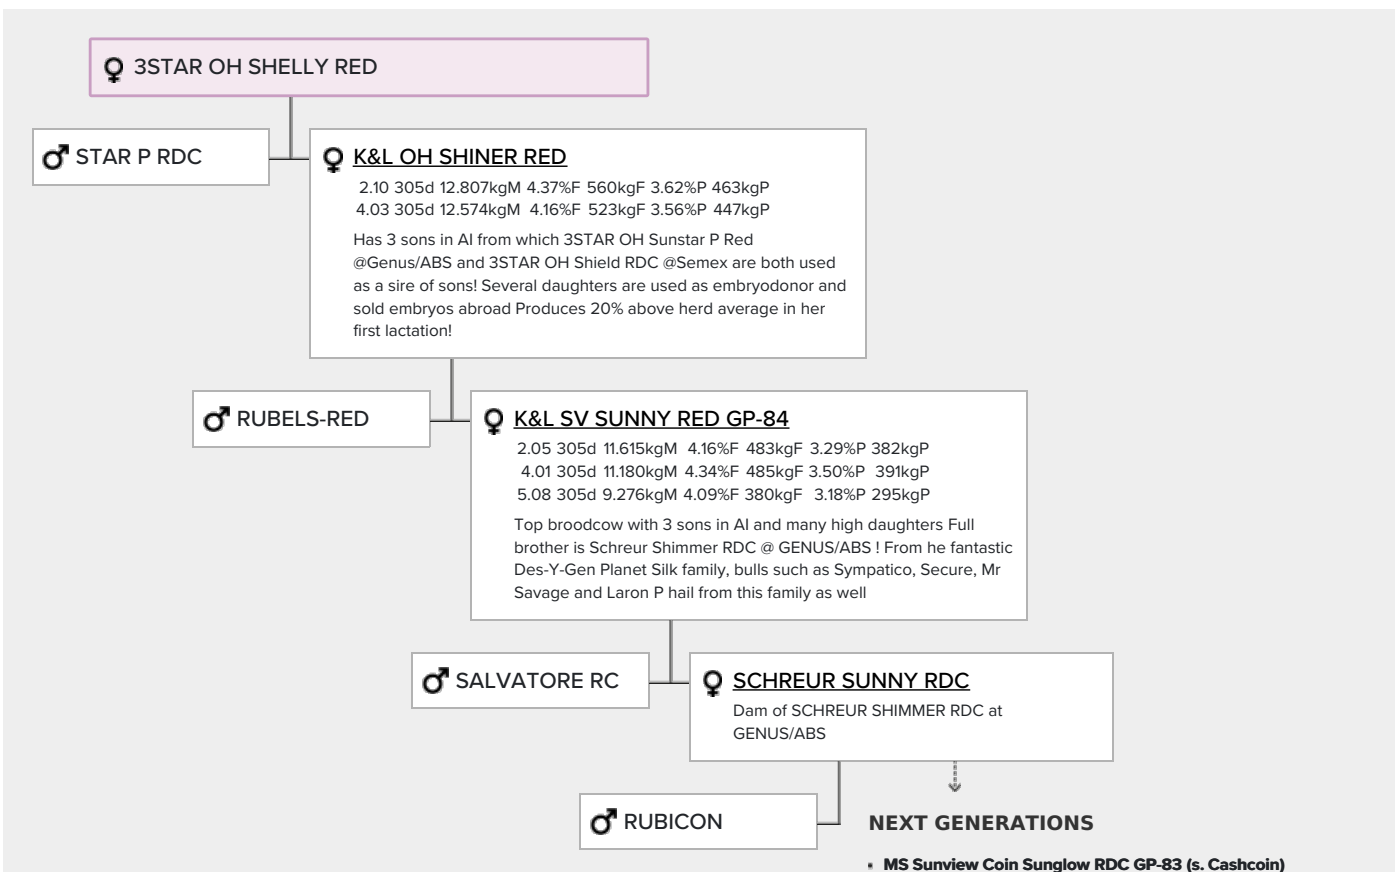 3STAR OH SHELLY RED
STAR P RDC
K&L OH SHINER RED
2.10 305d 12.807kgM 4.37%F 560kgF 3.62%P 463kgP
4.03 305d 12.574kgM 4.16%F 523kgF 3.56%P 447kgP
Has 3 sons in AI from which 3STAR OH Sunstar P Red
@Genus/ABS and 3STAR OH Shield RDC @Semex are both used
as a sire of sons! Several daughters are used as embryodonor and
sold embryos abroad Produces 20% above herd average in her
first lactation!
RUBELS-RED
K&L SV SUNNY RED GP-84
2.05 305d 11.615kgM 4.16%F 483kgF 3.29%P 382kgP
4.01 305d 11.180kgM 4.34%F 485kgF 3.50%P 391kgP
5.08 305d 9.276kgM 4.09%F 380kgF 3.18%P 295kgP
Top broodcow with 3 sons in AI and many high daughters Full
brother is Schreur Shimmer RDC @ GENUS/ABS ! From he fantastic
Des-Y-Gen Planet Silk family, bulls such as Sympatico, Secure, Mr
Savage and Laron P hail from this family as well
SALVATORE RC
SCHREUR SUNNY RDC
Dam of SCHREUR SHIMMER RDC at
GENUS/ABS
RUBICON
NEXT GENERATIONS
▪ MS Sunview Coin Sunglow RDC GP-83 (s. Cashcoin)